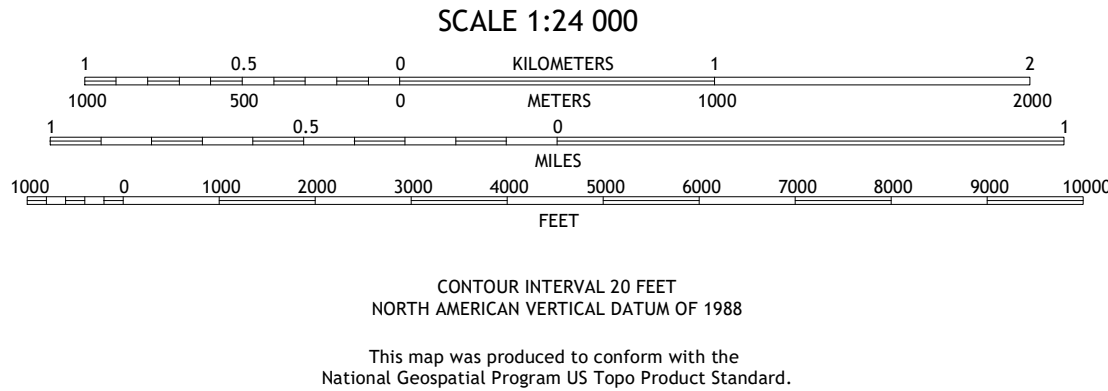 SCALE 1:24 000
1 0.5 0 KILOMETERS 1 2
1000 500 0 METERS 1000 2000
1 0.5 0 1
MILES
1000 0 1000 2000 3000 4000 5000 6000 7000 8000 9000 10000
FEET
CONTOUR INTERVAL 20 FEET
NORTH AMERICAN VERTICAL DATUM OF 1988
This map was produced to conform with the
National Geospatial Program US Topo Product Standard.